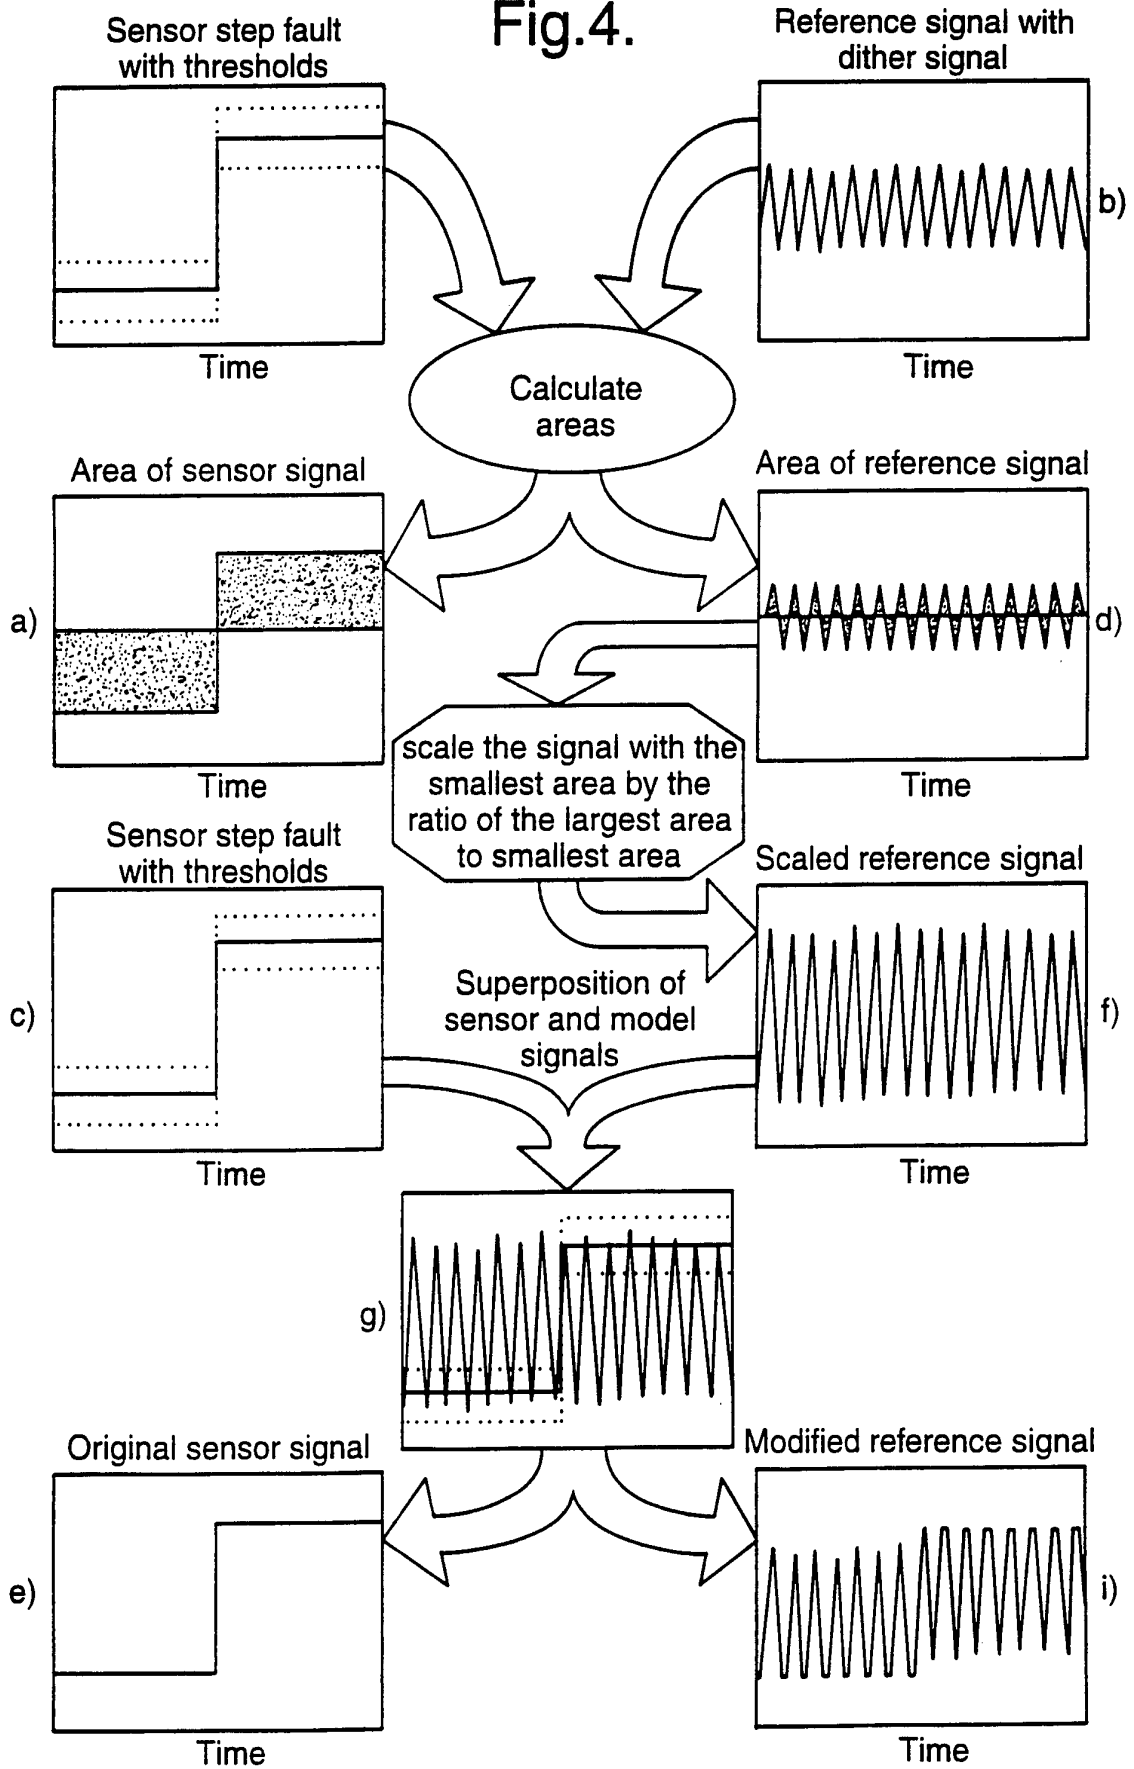 Fig.4.
Sensor step fault
with thresholds
Reference signal with
dither signal
b)
Time
Time
Calculate
areas
Area of sensor signal
Area of reference signal
a)
d)
scale the signal with the
smallest area by the
ratio of the largest area
to smallest area
Time
Time
Sensor step fault
with thresholds
Scaled reference signal
c)
Superposition of
sensor and model
signals
f)
Time
Time
g)
Original sensor signal
Modified reference signal
e)
i)
Time
Time